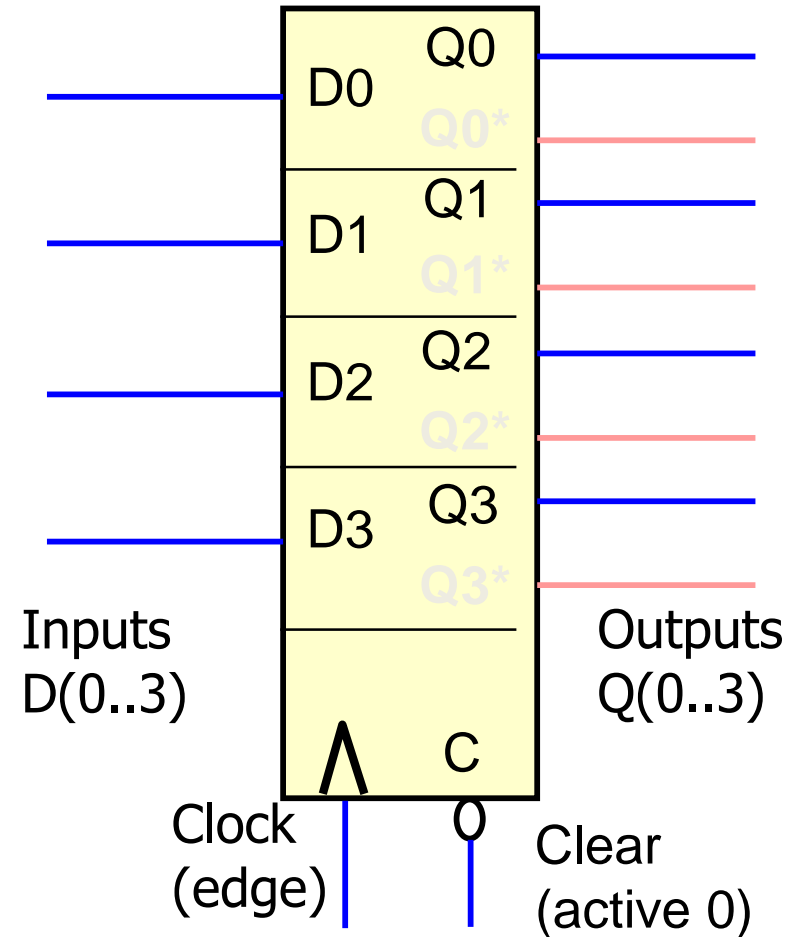 Q0
D0
Q0*
Q1
D1
Q1*
Q2
D2
Q2*
Q3
D3
Q3*
Inputs
D(0..3)
Outputs
Q(0..3)
C
Clock
(edge)
Clear
(active 0)